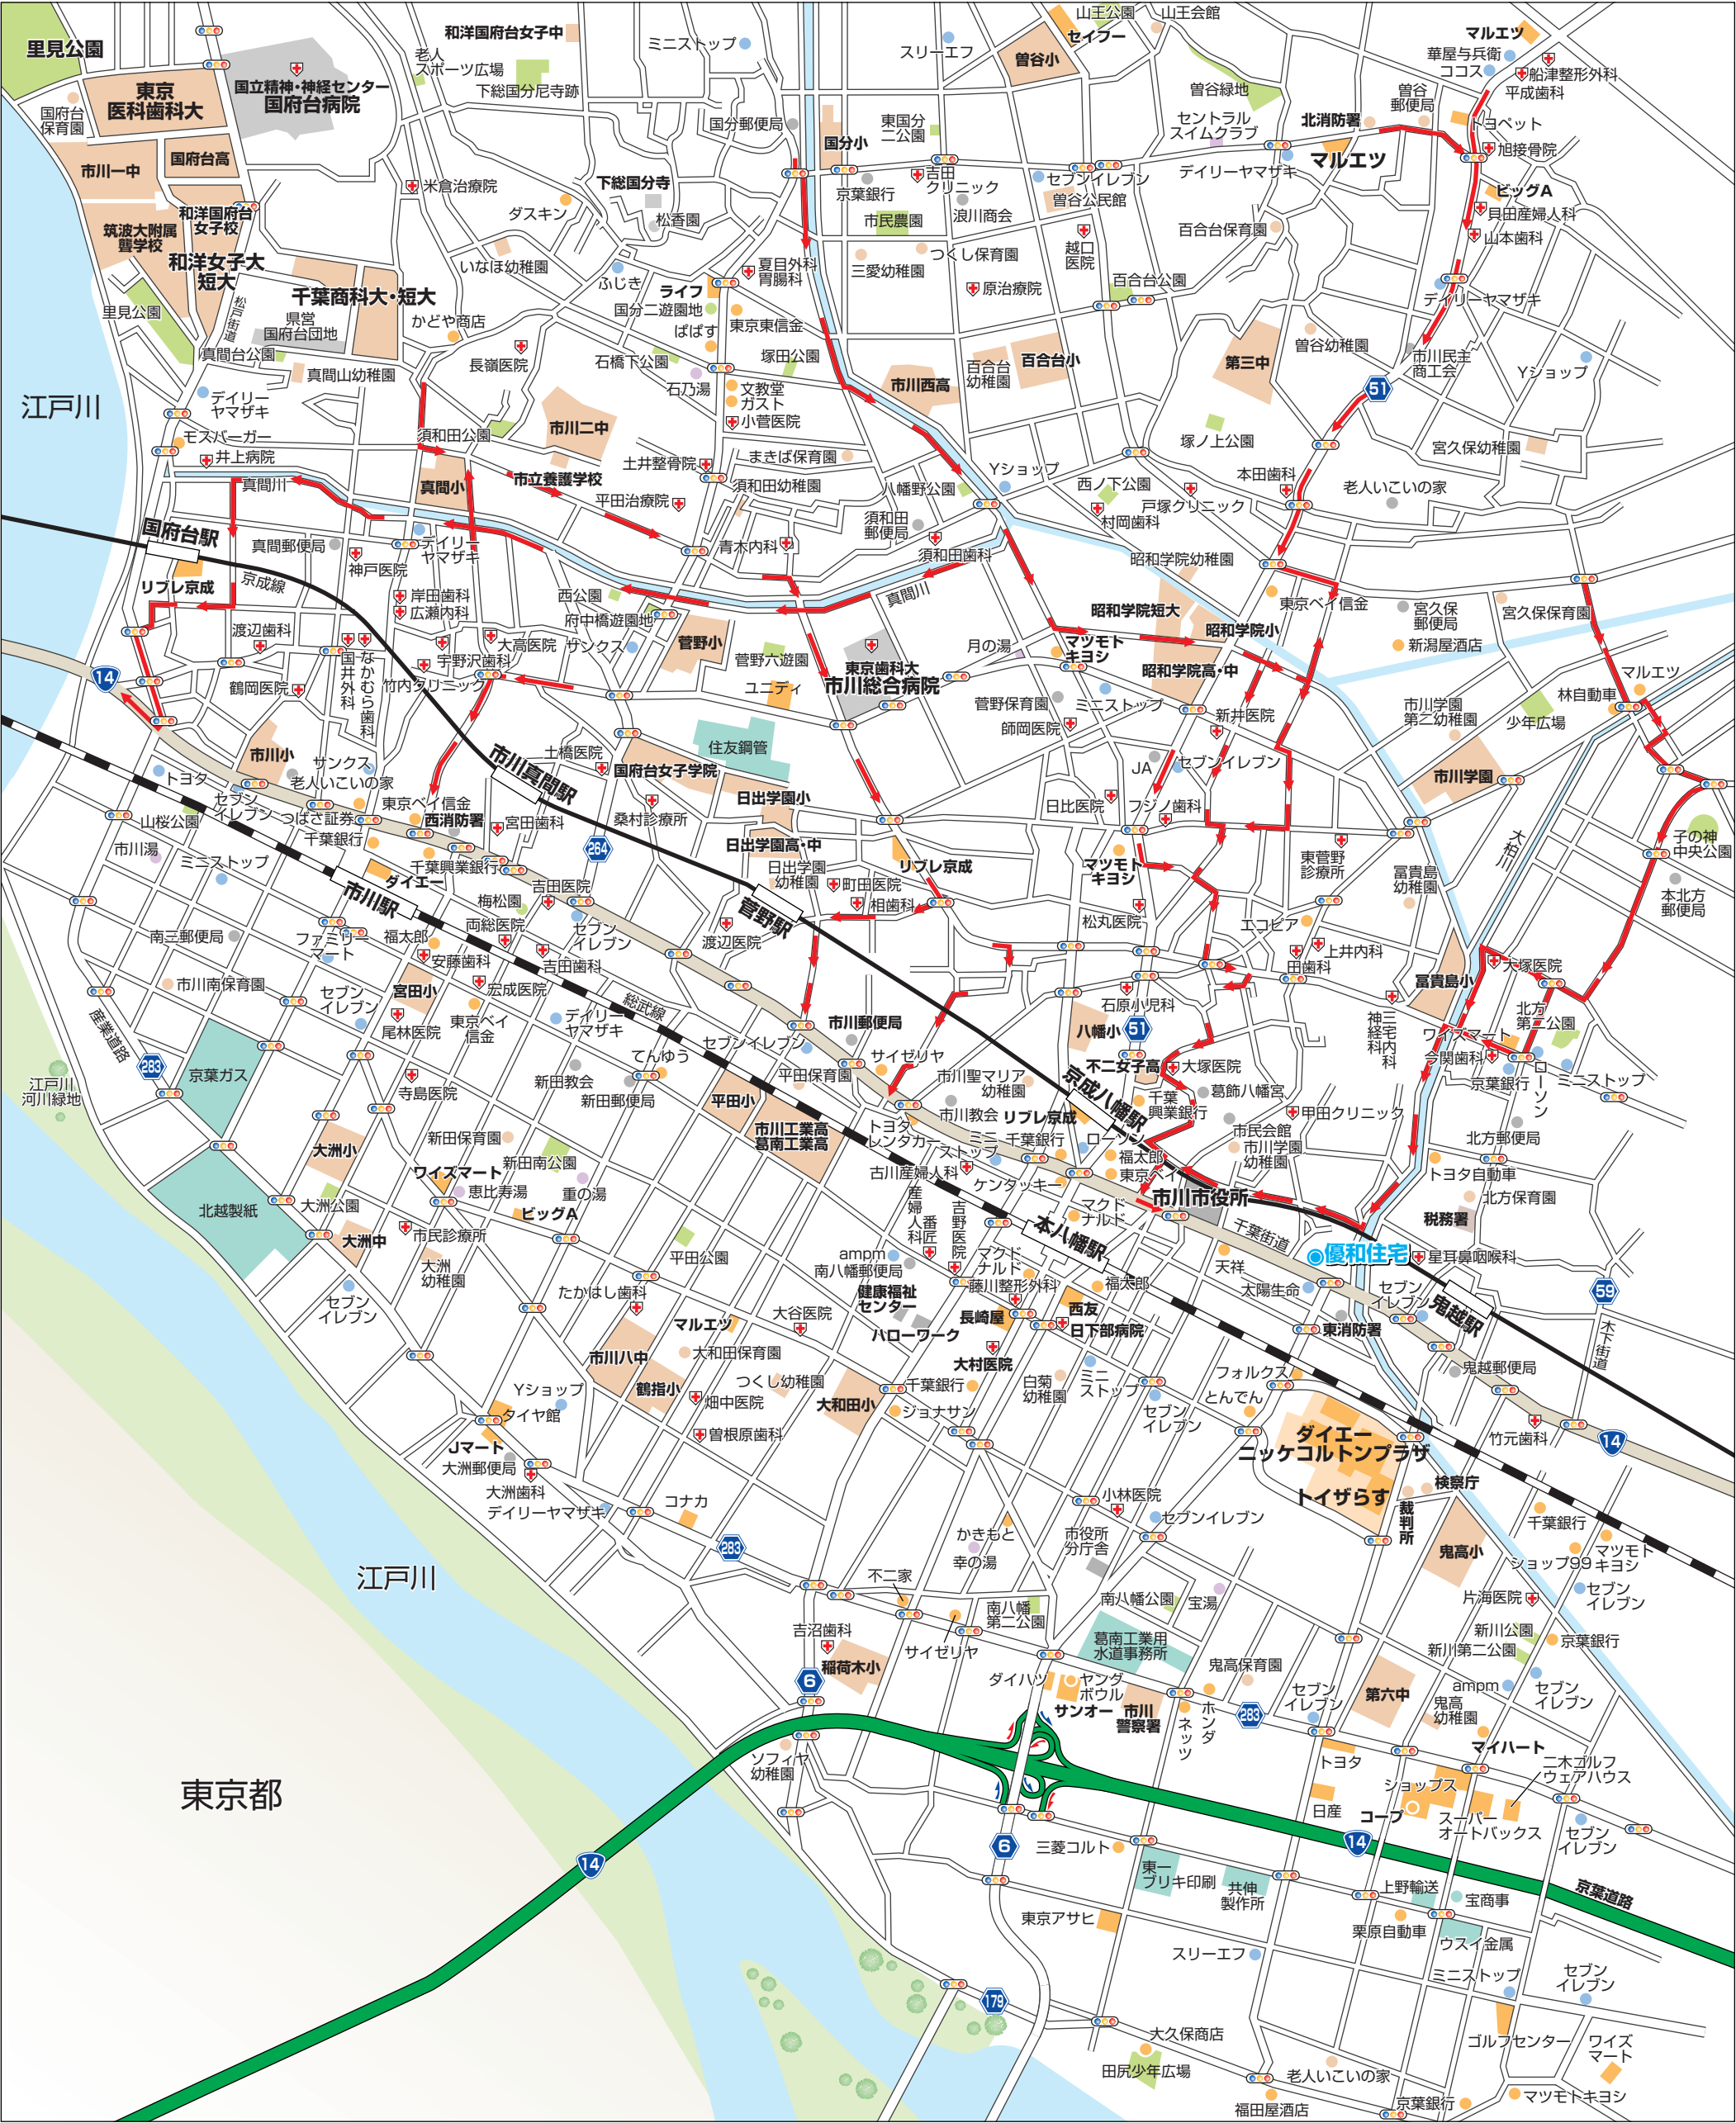 里見公園
東京
医科歯科大
国立精神・神経センター
国府台病院
国府台
保育園
市川一中
国府台高
筑波大附属
聾学校
和洋国府台
女子校
和洋女子大
短大
里見公園
松戸街道
千葉商科大・短大
県営
国府台団地
かどや商店
真間台公園
真間山幼稚園
デイリー
ヤマザキ
モスバーガー
井上病院
江戸川
和洋国府台女子中
老人
スポーツ広場
下総国分尼寺跡
ミニストップ
国分郵便局
米倉治療院
ダスキン
下総国分寺
松香園
いなほ幼稚園
ふじき
ライフ
国分二遊園地
ぱぱす
夏目外科
胃腸科
東京東信金
長嶺医院
石橋下公園
石乃湯
塚田公園
文教堂
ガスト
小菅医院
市川二中
須和田公園
真間小
市立養護学校
土井整骨院
まきば保育園
須和田幼稚園
平田治療院
青木内科
八幡野公園
須和田
郵便局
須和田歯科
スリーエフ
曽谷小
セイフー
山王公園
山王会館
国分小
東国分
二公園
京葉銀行
吉田
クリニック
浪川商会
市民農園
三愛幼稚園
つくし保育園
原治療院
セブンイレブン
曽谷公民館
越口
医院
百合台公園
百合台保育園
曽谷緑地
セントラル
スイムクラブ
デイリーヤマザキ
北消防署
マルエツ
曽谷
郵便局
マルエツ
華屋与兵衛
ココス
船津整形外科
平成歯科
トヨペット
旭接骨院
ビッグA
貝田産婦人科
山本歯科
デイリーヤマザキ
市川民主
商工会
Yショップ
曽谷幼稚園
第三中
百合台
幼稚園
百合台小
市川西高
51
塚ノ上公園
宮久保幼稚園
本田歯科
老人いこいの家
Yショップ
西ノ下公園
戸塚クリニック
村岡歯科
昭和学院幼稚園
東京ベイ信金
宮久保
郵便局
宮久保保育園
新潟屋酒店
昭和学院短大
昭和学院小
昭和学院高・中
マルエツ
林自動車
市川学園
第二幼稚園
少年広場
市川学園
国府台駅
真間川
真間郵便局
神戸医院
デイリー
ヤマザキ
リブレ京成
京成線
岸田歯科
広瀬内科
渡辺歯科
国井外科
なかむら歯科
鶴岡医院
宇野沢歯科
竹内クリニック
大高医院
サンクス
西公園
府中橋遊園地
菅野小
菅野六遊園
ユニディ
東京歯科大
市川総合病院
真間川
月の湯
マツモト
キヨシ
菅野保育園
師岡医院
ミニストップ
新井医院
JA
セブンイレブン
日比医院
フジノ歯科
マツモト
キヨシ
松丸医院
東菅野
診療所
エコピア
上井内科
田歯科
冨貴島
幼稚園
冨貴島小
大柏川
子の神
中央公園
本北方
郵便局
大塚医院
北方
第二公園
ワイズマート
今関歯科
京葉銀行
ローソン
ミニストップ
北方郵便局
トヨタ自動車
北方保育園
税務署
星耳鼻咽喉科
14
市川小
サンクス
老人いこいの家
トヨタ
セブン
イレブン
つばさ証券
千葉銀行
東京ベイ信金
西消防署
千葉興業銀行
ダイエー
宮田歯科
市川真間駅
土橋医院
国府台女子学院
住友鋼管
日出学園小
日出学園高・中
日出学園
幼稚園
町田医院
リブレ京成
相歯科
桑村診療所
264
菅野駅
渡辺医院
山桜公園
市川湯
ミニストップ
市川駅
南三郵便局
ファミリー
マート
福太郎
梅松園
両総医院
吉田医院
セブン
イレブン
吉田歯科
安藤歯科
宏成医院
東京ベイ
信金
宮田小
尾林医院
セブン
イレブン
市川南保育園
産業道路
283
京葉ガス
江戸川
河川緑地
総武線
デイリー
ヤマザキ
てんゆう
新田教会
新田郵便局
寺島医院
セブンイレブン
市川郵便局
サイゼリヤ
平田保育園
平田小
市川工業高
葛南工業高
新田保育園
新田南公園
大洲小
ワイズマート
恵比寿湯
重の湯
ビッグA
大洲公園
北越製紙
大洲中
市民診療所
大洲
幼稚園
セブン
イレブン
平田公園
たかはし歯科
石原小児科
51
八幡小
不二女子高
大塚医院
葛飾八幡宮
千葉
興業銀行
市民会館
市川学園
幼稚園
甲田クリニック
三宅内科
神経科
京成八幡駅
市川聖マリア
幼稚園
市川教会
リブレ京成
トヨタ
レンタカー
ミニ
ストップ
千葉銀行
ローソン
福太郎
東京ベイ
古川産婦人科
ケンタッキー
市川市役所
マクド
ナルド
本八幡駅
千葉街道
天祥
太陽生命
優和住宅
セブン
イレブン
鬼越駅
東消防署
59
木下街道
鬼越郵便局
竹元歯科
14
産婦人科
番匠
吉野医院
ampm
南八幡郵便局
マクド
ナルド
藤川整形外科
福太郎
健康福祉
センター
ハローワーク
長崎屋
西友
日下部病院
大村医院
マルエツ
大谷医院
市川八中
鶴指小
大和田保育園
つくし幼稚園
畑中医院
曽根原歯科
大和田小
千葉銀行
ジョナサン
白菊
幼稚園
ミニ
ストップ
セブン
イレブン
フォルクス
とんでん
ダイエー
ニッケコルトンプラザ
トイザらス
検察庁
裁判所
鬼高小
千葉銀行
ショップ99
マツモト
キヨシ
セブン
イレブン
片海医院
新川公園
新川第二公園
京葉銀行
Yショップ
タイヤ館
Jマート
大洲郵便局
大洲歯科
デイリーヤマザキ
コナカ
283
江戸川
小林医院
セブンイレブン
市役所
分庁舎
かきもと
幸の湯
不二家
サイゼリヤ
南八幡
第二公園
南八幡公園
宝湯
葛南工業用
水道事務所
鬼高保育園
吉沼歯科
稲荷木小
6
ダイハツ
ヤング
ボウル
サンオー
市川
警察署
ネッツ
ホンダ
283
セブン
イレブン
第六中
鬼高
幼稚園
ampm
セブン
イレブン
トヨタ
マイハート
二木ゴルフ
ウェアハウス
ショップス
コープ
日産
スーパー
オートバックス
セブン
イレブン
ソフィヤ
幼稚園
東京都
14
6
三菱コルト
14
京葉道路
東一
ブリキ印刷
共伸
製作所
上野輸送
宝商事
栗原自動車
ウスイ金属
東京アサヒ
スリーエフ
ミニストップ
セブン
イレブン
179
大久保商店
田尻少年広場
ゴルフセンター
ワイズ
マート
老人いこいの家
福田屋酒店
京葉銀行
マツモトキヨシ